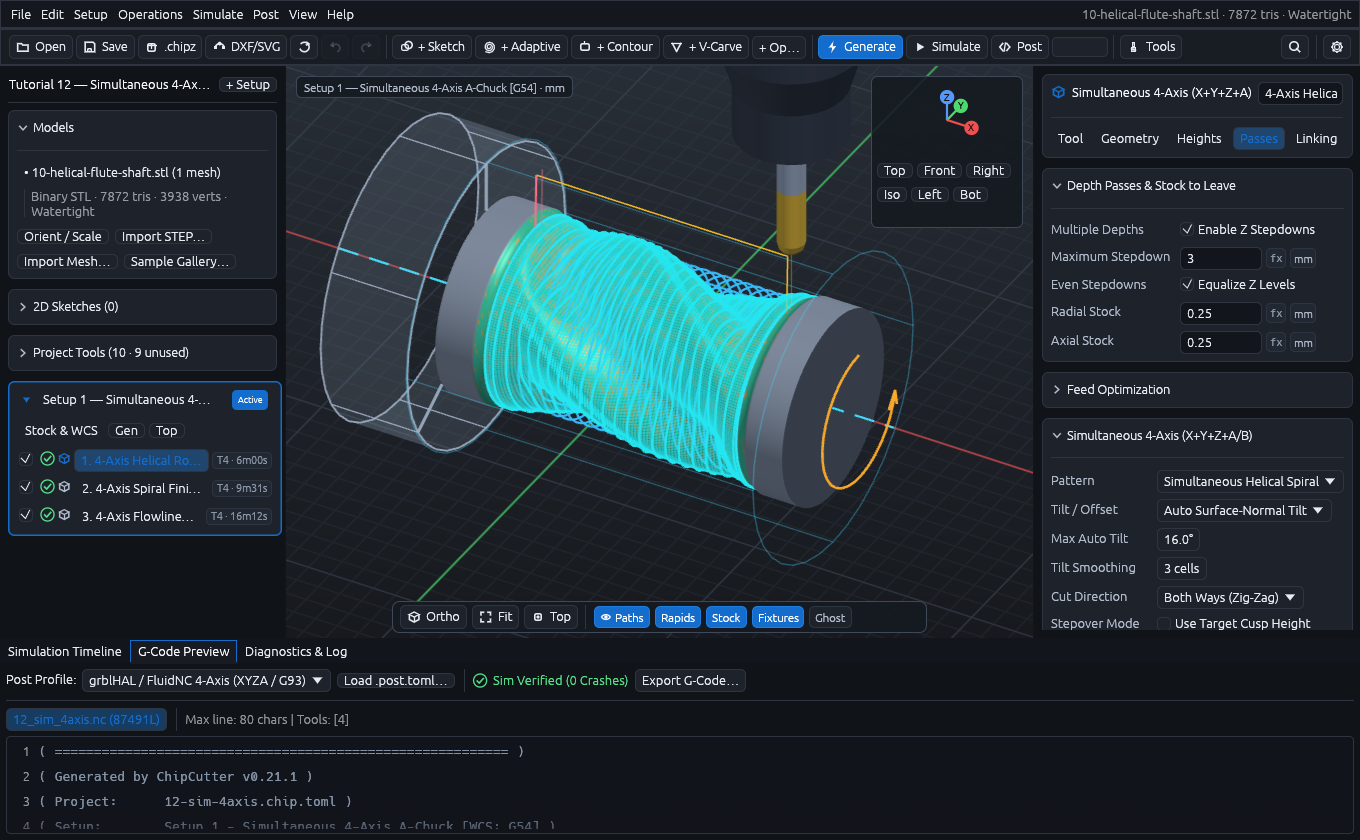 File Edit Setup Operations Simulate Post View Help
10-helical-flute-shaft.stl · 7872 tris · Watertight
Open Save .chipz DXF/SVG + Sketch + Adaptive + Contour + V-Carve + Op… Generate Simulate Post Tools
Tutorial 12 — Simultaneous 4-Ax… + Setup
Models
• 10-helical-flute-shaft.stl (1 mesh)
Binary STL · 7872 tris · 3938 verts ·
Watertight
Orient / Scale Import STEP…
Import Mesh… Sample Gallery…
2D Sketches (0)
Project Tools (10 · 9 unused)
Setup 1 — Simultaneous 4-… Active
Stock & WCS Gen Top
1. 4-Axis Helical Ro… T4 · 6m00s
2. 4-Axis Spiral Fini… T4 · 9m31s
3. 4-Axis Flowline… T4 · 16m12s
Setup 1 — Simultaneous 4-Axis A-Chuck [G54] · mm
Z
Y
X
Top Front Right
Iso Left Bot
Ortho Fit Top Paths Rapids Stock Fixtures Ghost
Simultaneous 4-Axis (X+Y+Z+A) 4-Axis Helica
Tool Geometry Heights Passes Linking
Depth Passes & Stock to Leave
Multiple Depths Enable Z Stepdowns
Maximum Stepdown 3 fx mm
Even Stepdowns Equalize Z Levels
Radial Stock 0.25 fx mm
Axial Stock 0.25 fx mm
Feed Optimization
Simultaneous 4-Axis (X+Y+Z+A/B)
Pattern Simultaneous Helical Spiral
Tilt / Offset Auto Surface-Normal Tilt
Max Auto Tilt 16.0°
Tilt Smoothing 3 cells
Cut Direction Both Ways (Zig-Zag)
Stepover Mode Use Target Cusp Height
Simulation Timeline G-Code Preview Diagnostics & Log
Post Profile: grblHAL / FluidNC 4-Axis (XYZA / G93) Load .post.toml… Sim Verified (0 Crashes) Export G-Code…
12_sim_4axis.nc (87491L) Max line: 80 chars | Tools: [4]
1 ( ========================================================== )
2 ( Generated by ChipCutter v0.21.1 )
3 ( Project: 12-sim-4axis.chip.toml )
4 ( Setup: Setup 1 - Simultaneous 4-Axis A-Chuck [WCS: G54] )